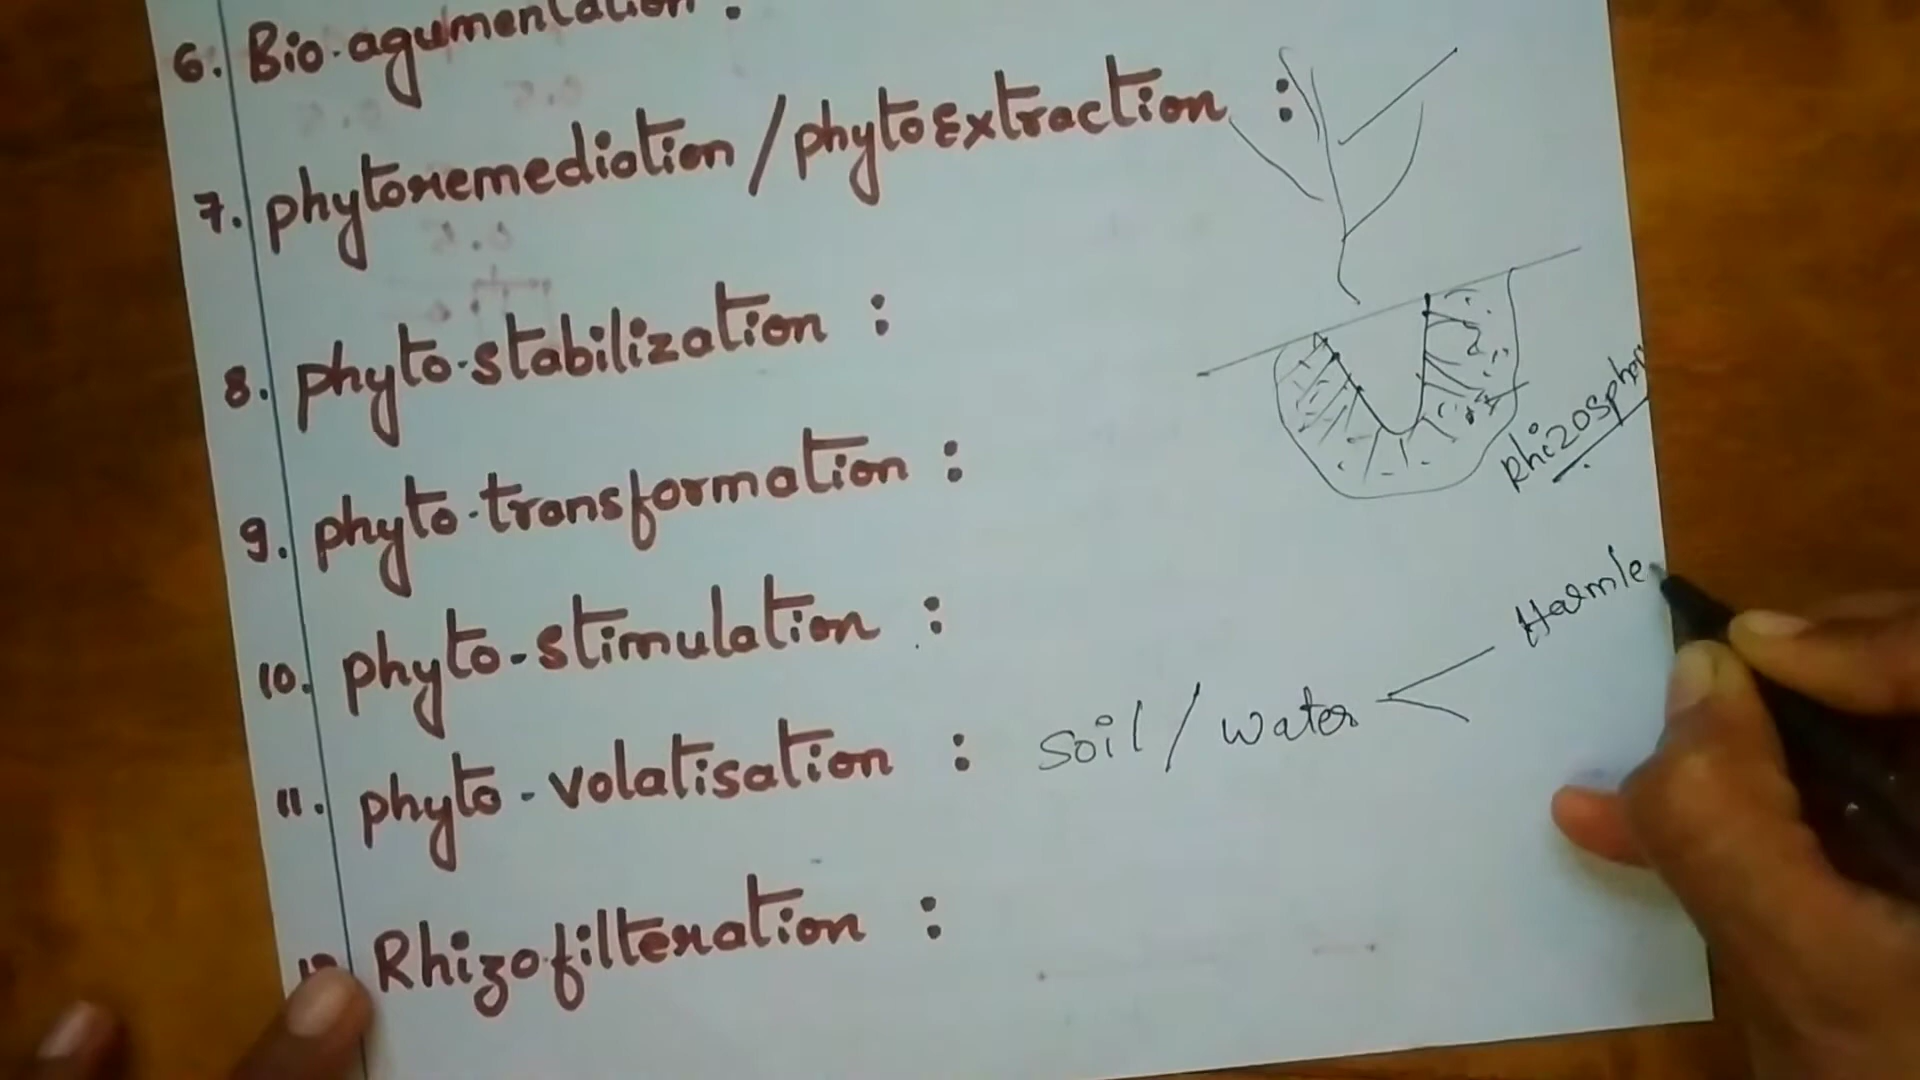 6. Bio-agumentation :
7. phytoremediation / phytoExtraction :
8. phyto-stabilization :
Rhizospher
9. phyto-transformation :
10. phyto-stimulation :
Harmle
11. phyto-volatisation : soil / water
Rhizofilteration :